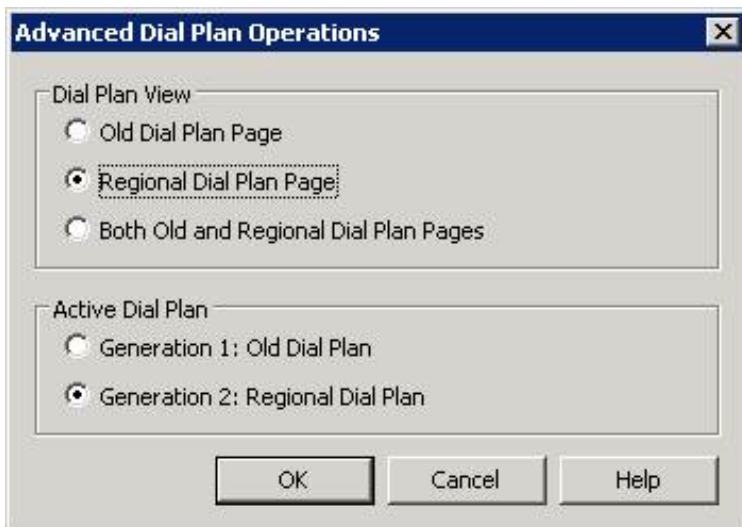 Advanced Dial Plan Operations
Dial Plan View
Old Dial Plan Page
Regional Dial Plan Page
Both Old and Regional Dial Plan Pages
Active Dial Plan
Generation 1: Old Dial Plan
Generation 2: Regional Dial Plan
OK Cancel Help